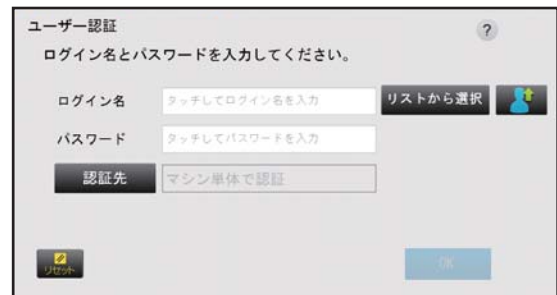 ユーザー認証
?
ログイン名とパスワードを入力してください。
ログイン名 タッチしてログイン名を入力 リストから選択
パスワード タッチしてパスワードを入力
認証先 マシン単体で認証
リセット OK